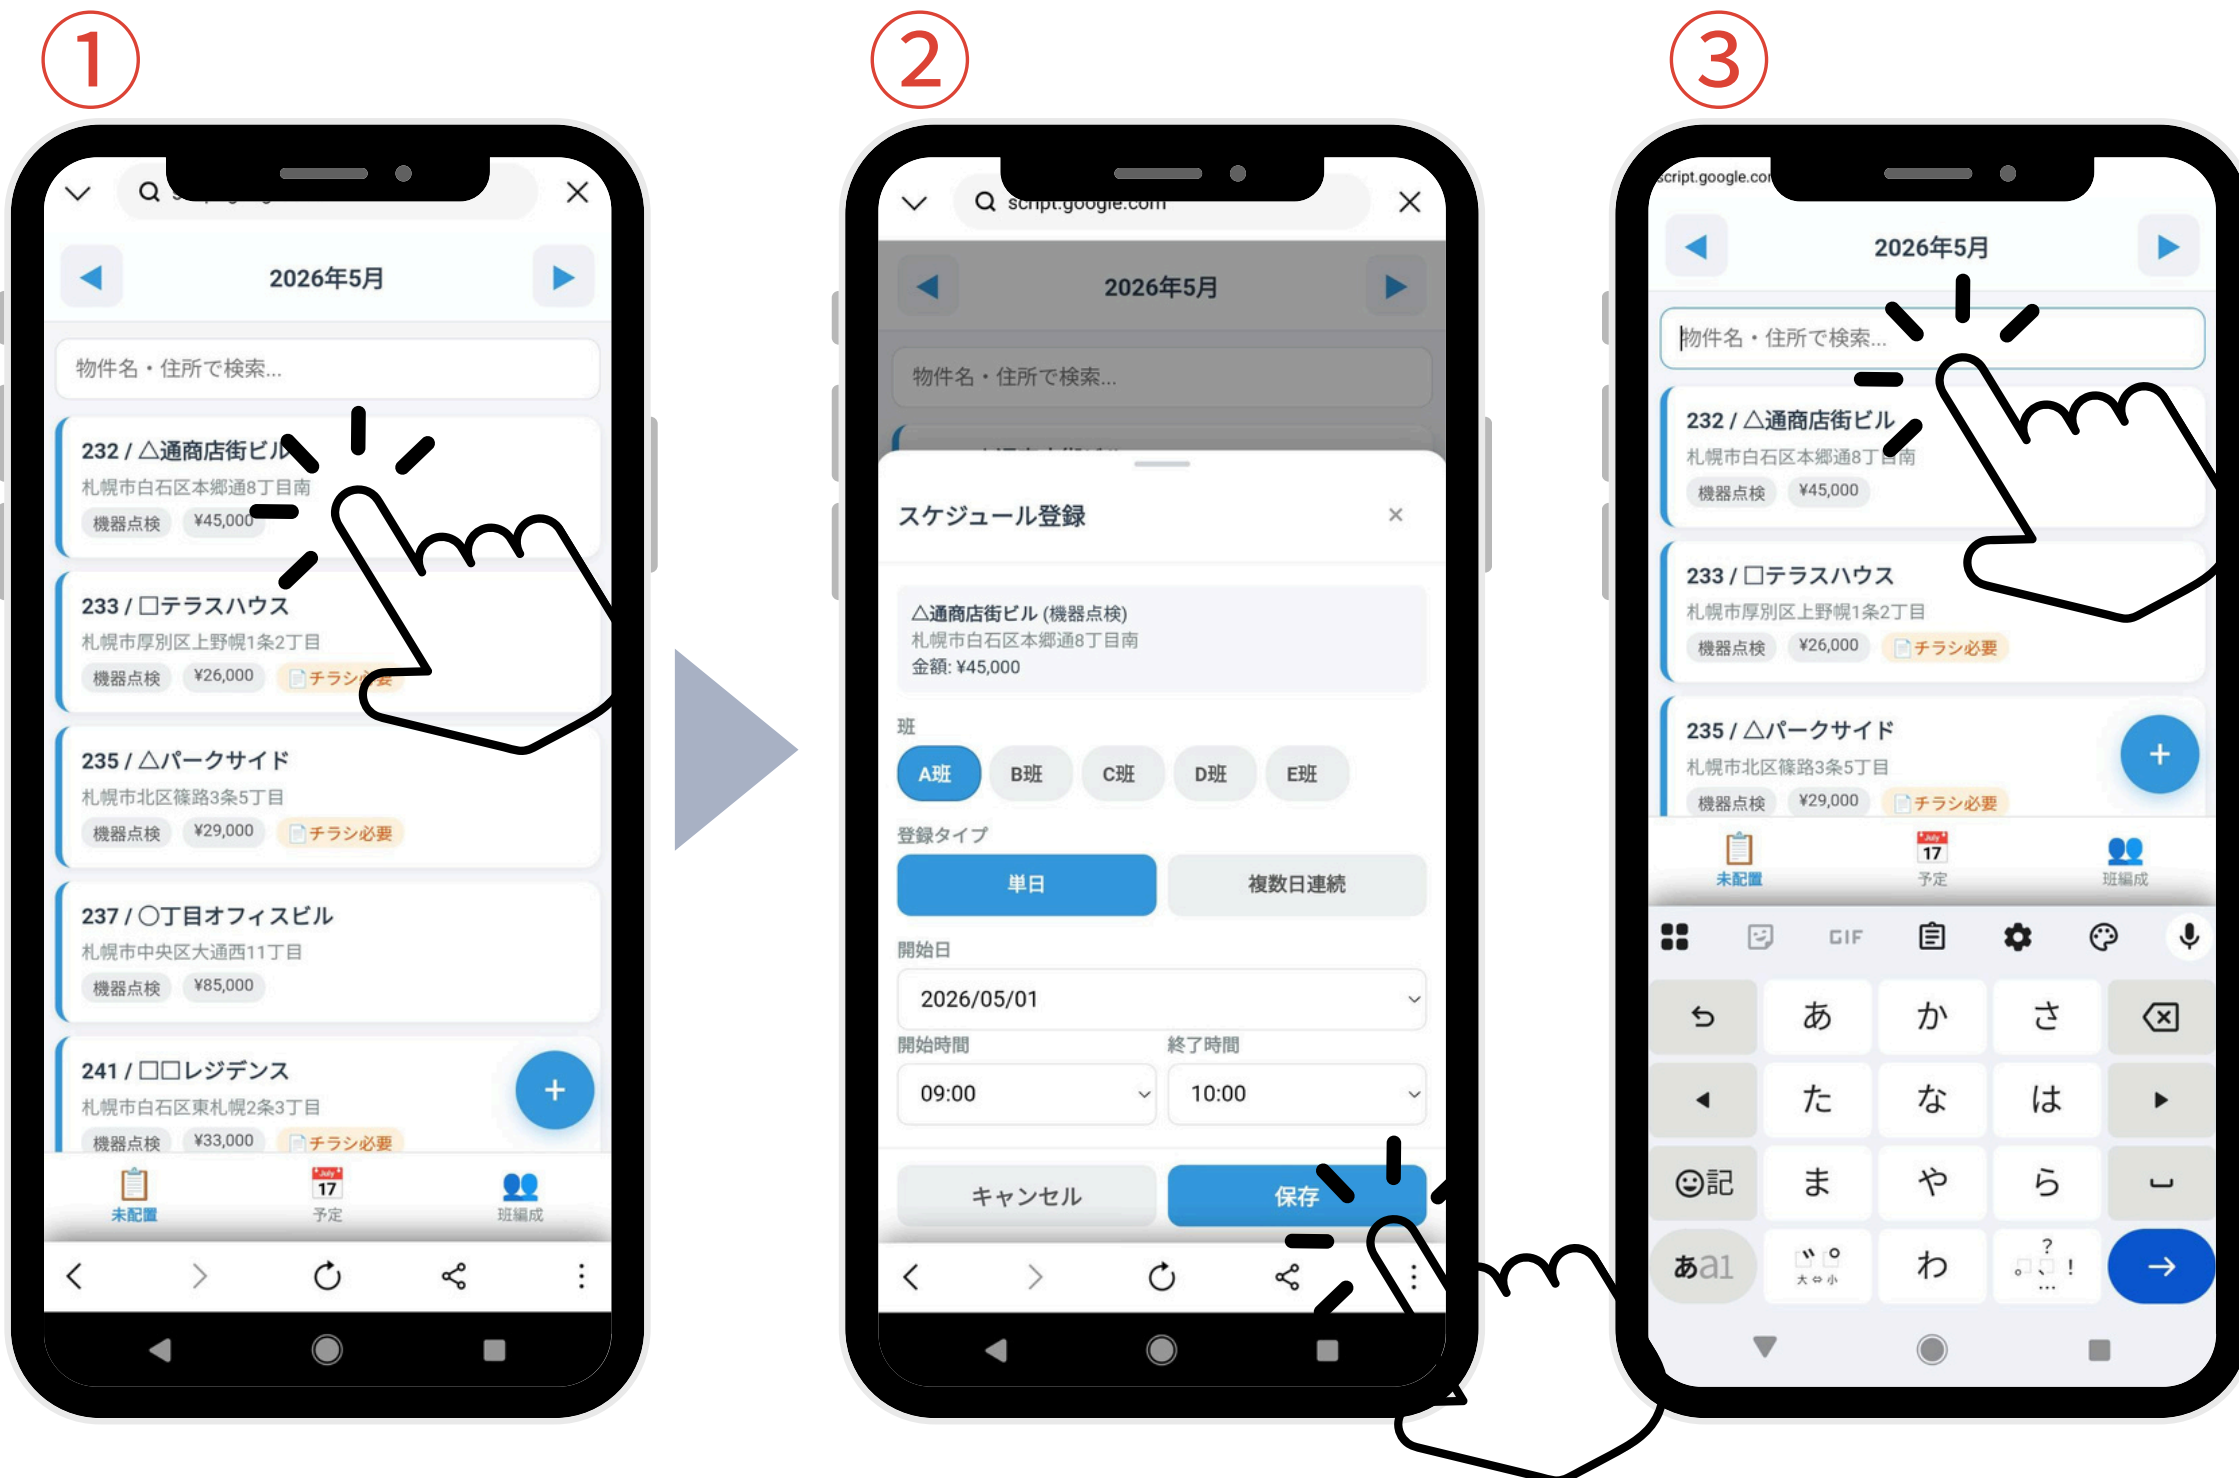 ①
2026年5月
物件名・住所で検索...
232 / △通商店街ビル
札幌市白石区本郷通8丁目南
機器点検 ¥45,000
233 / □テラスハウス
札幌市厚別区上野幌1条2丁目
機器点検 ¥26,000 チラシ必要
235 / △パークサイド
札幌市北区篠路3条5丁目
機器点検 ¥29,000 チラシ必要
237 / ○丁目オフィスビル
札幌市中央区大通西11丁目
機器点検 ¥85,000
241 / □□レジデンス
札幌市白石区東札幌2条3丁目
機器点検 ¥33,000 チラシ必要
+
July 17
未配置 予定 班編成
②
script.google.com
2026年5月
物件名・住所で検索...
スケジュール登録 ×
△通商店街ビル (機器点検)
札幌市白石区本郷通8丁目南
金額: ¥45,000
班
A班 B班 C班 D班 E班
登録タイプ
単日 複数日連続
開始日
2026/05/01
開始時間 終了時間
09:00 10:00
キャンセル 保存
③
script.google.com
2026年5月
物件名・住所で検索...
232 / △通商店街ビル
札幌市白石区本郷通8丁目南
機器点検 ¥45,000
233 / □テラスハウス
札幌市厚別区上野幌1条2丁目
機器点検 ¥26,000 チラシ必要
235 / △パークサイド
札幌市北区篠路3条5丁目
機器点検 ¥29,000 チラシ必要
+
July 17
未配置 予定 班編成
GIF
あ か さ
た な は
記 ま や ら
あa1 大⇔小 わ 。、?!…